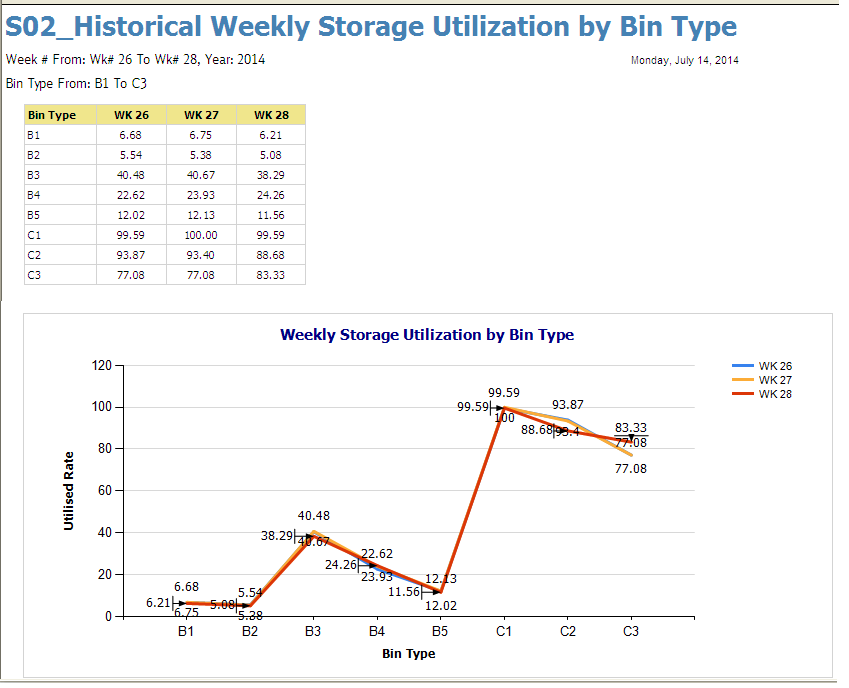 S02_Historical Weekly Storage Utilization by Bin Type
Week # From: Wk# 26 To Wk# 28, Year: 2014
Monday, July 14, 2014
Bin Type From: B1 To C3
Bin Type WK 26 WK 27 WK 28
B1 6.68 6.75 6.21
B2 5.54 5.38 5.08
B3 40.48 40.67 38.29
B4 22.62 23.93 24.26
B5 12.02 12.13 11.56
C1 99.59 100.00 99.59
C2 93.87 93.40 88.68
C3 77.08 77.08 83.33
Weekly Storage Utilization by Bin Type
120
100
80
60
40
20
0
Utilised Rate
6.68
6.21
6.75
5.54
5.08
5.38
40.48
38.29
40.67
22.62
24.26
23.93
12.13
11.56
12.02
99.59
99.59
100
93.87
88.68
93.4
83.33
77.08
77.08
B1 B2 B3 B4 B5 C1 C2 C3
Bin Type
WK 26
WK 27
WK 28